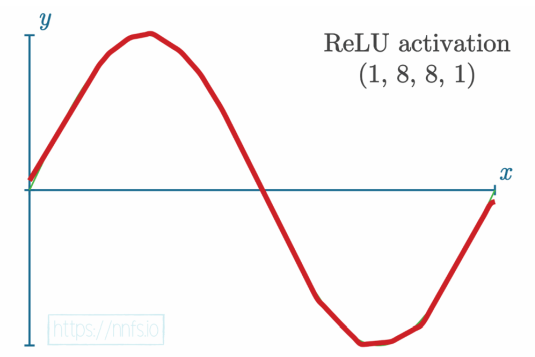 y
ReLU activation
(1, 8, 8, 1)
x
https://nnfs.io